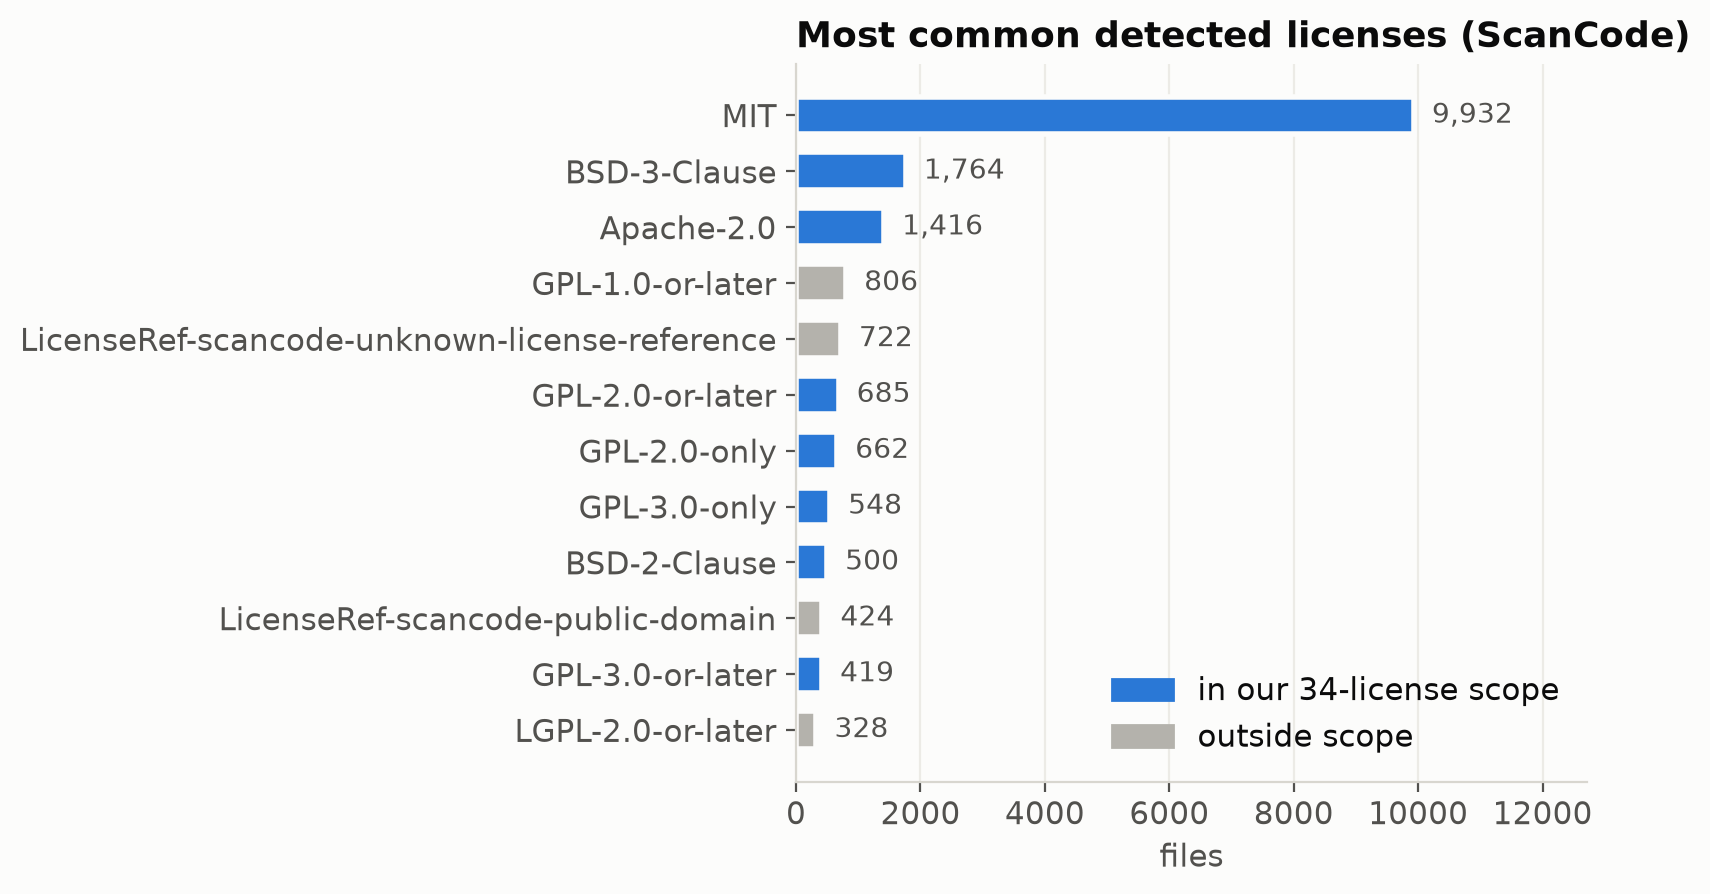 Most common detected licenses (ScanCode)
MIT 9,932
BSD-3-Clause 1,764
Apache-2.0 1,416
GPL-1.0-or-later 806
LicenseRef-scancode-unknown-license-reference 722
GPL-2.0-or-later 685
GPL-2.0-only 662
GPL-3.0-only 548
BSD-2-Clause 500
LicenseRef-scancode-public-domain 424
GPL-3.0-or-later 419
LGPL-2.0-or-later 328
in our 34-license scope
outside scope
0 2000 4000 6000 8000 10000 12000
files